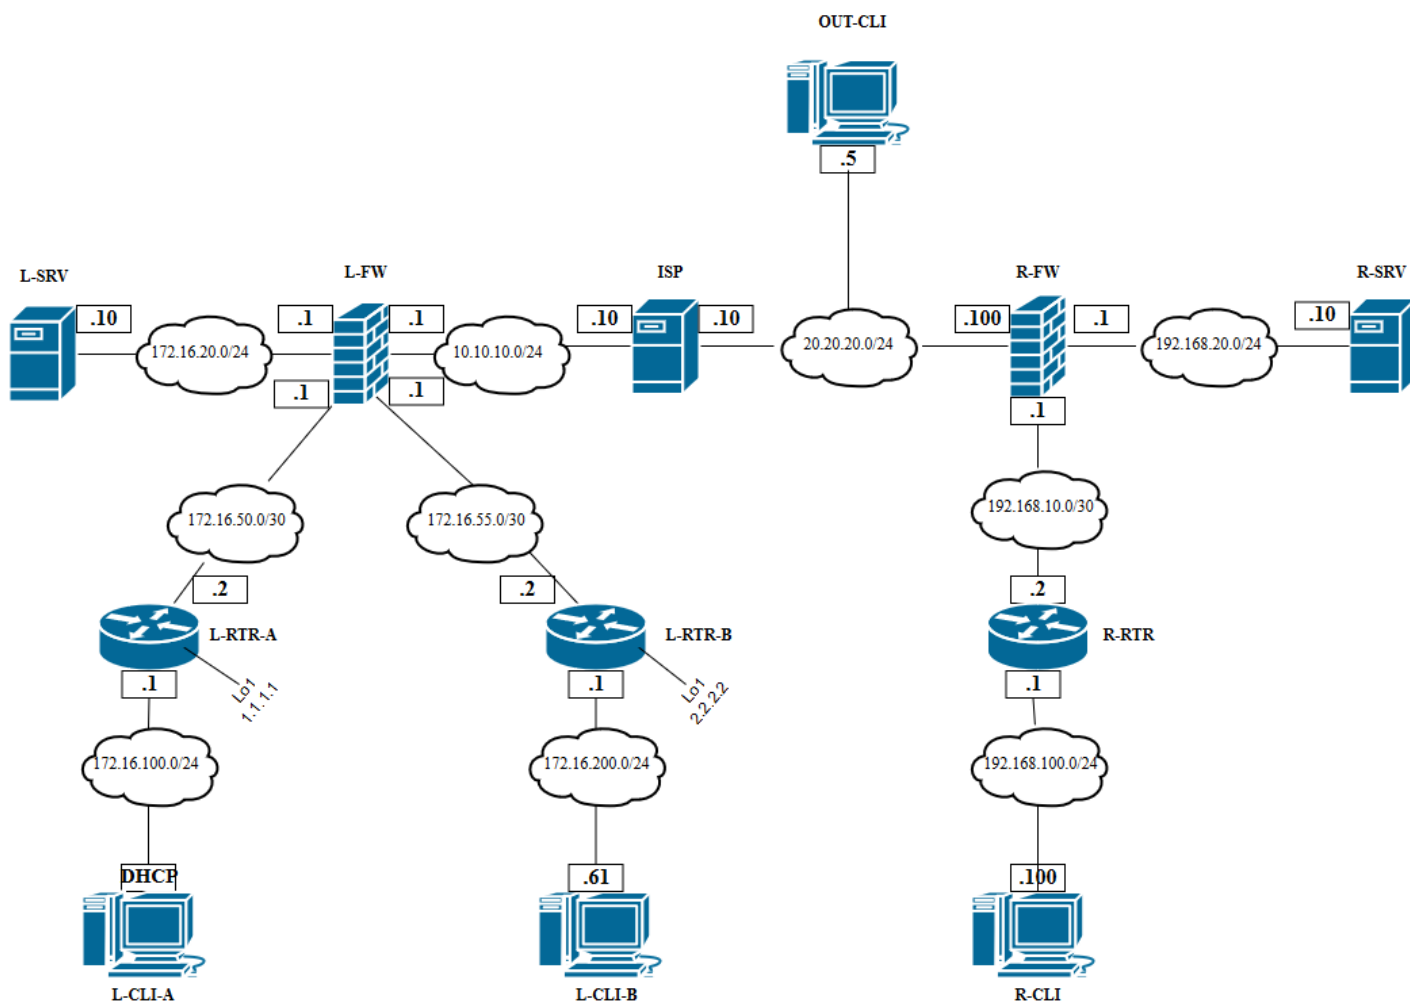 OUT-CLI
.5
L-SRV
L-FW
ISP
R-FW
R-SRV
.10
.1
.1
.10
.10
.100
.1
.10
172.16.20.0/24
10.10.10.0/24
20.20.20.0/24
192.168.20.0/24
.1
.1
.1
172.16.50.0/30
172.16.55.0/30
192.168.10.0/30
.2
.2
.2
L-RTR-A
L-RTR-B
R-RTR
.1
Lo1
1.1.1.1
.1
Lo1
2.2.2.2
.1
172.16.100.0/24
172.16.200.0/24
192.168.100.0/24
DHCP
.61
.100
L-CLI-A
L-CLI-B
R-CLI